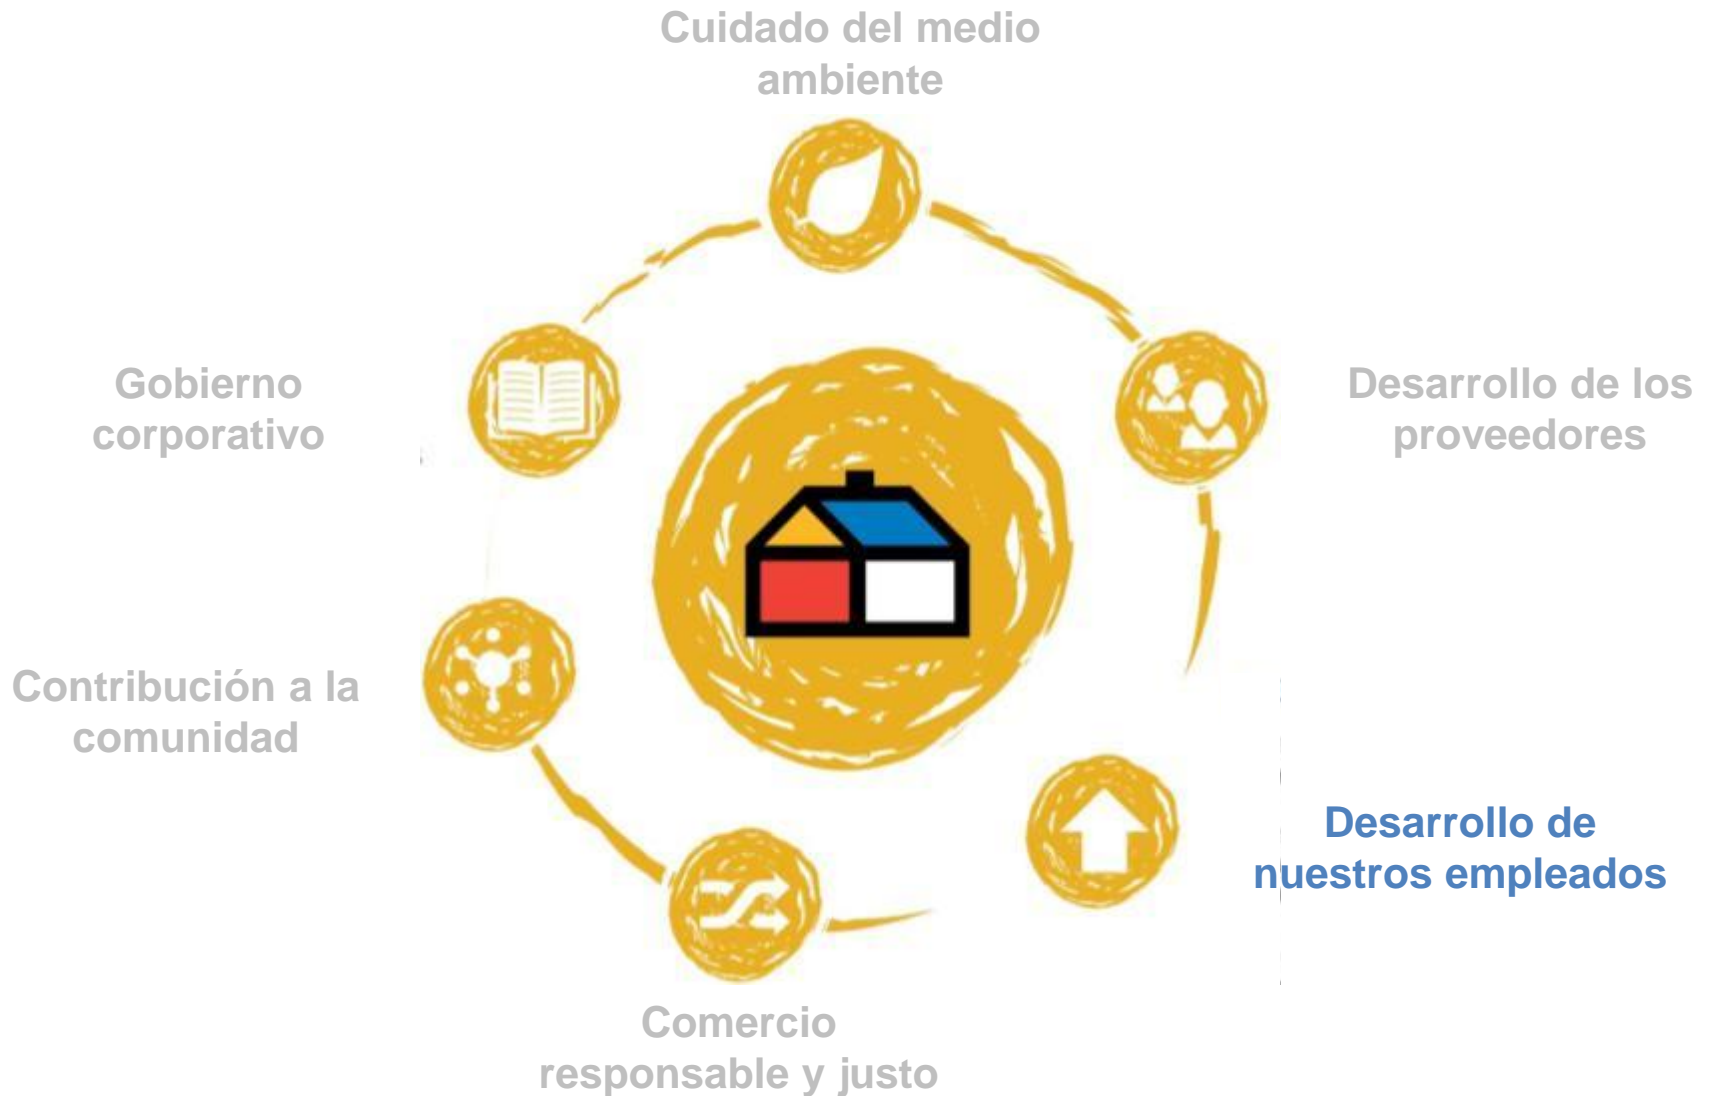 Cuidado del medio
ambiente
Gobierno
corporativo
Desarrollo de los
proveedores
Contribución a la
comunidad
Desarrollo de
nuestros empleados
Comercio
responsable y justo